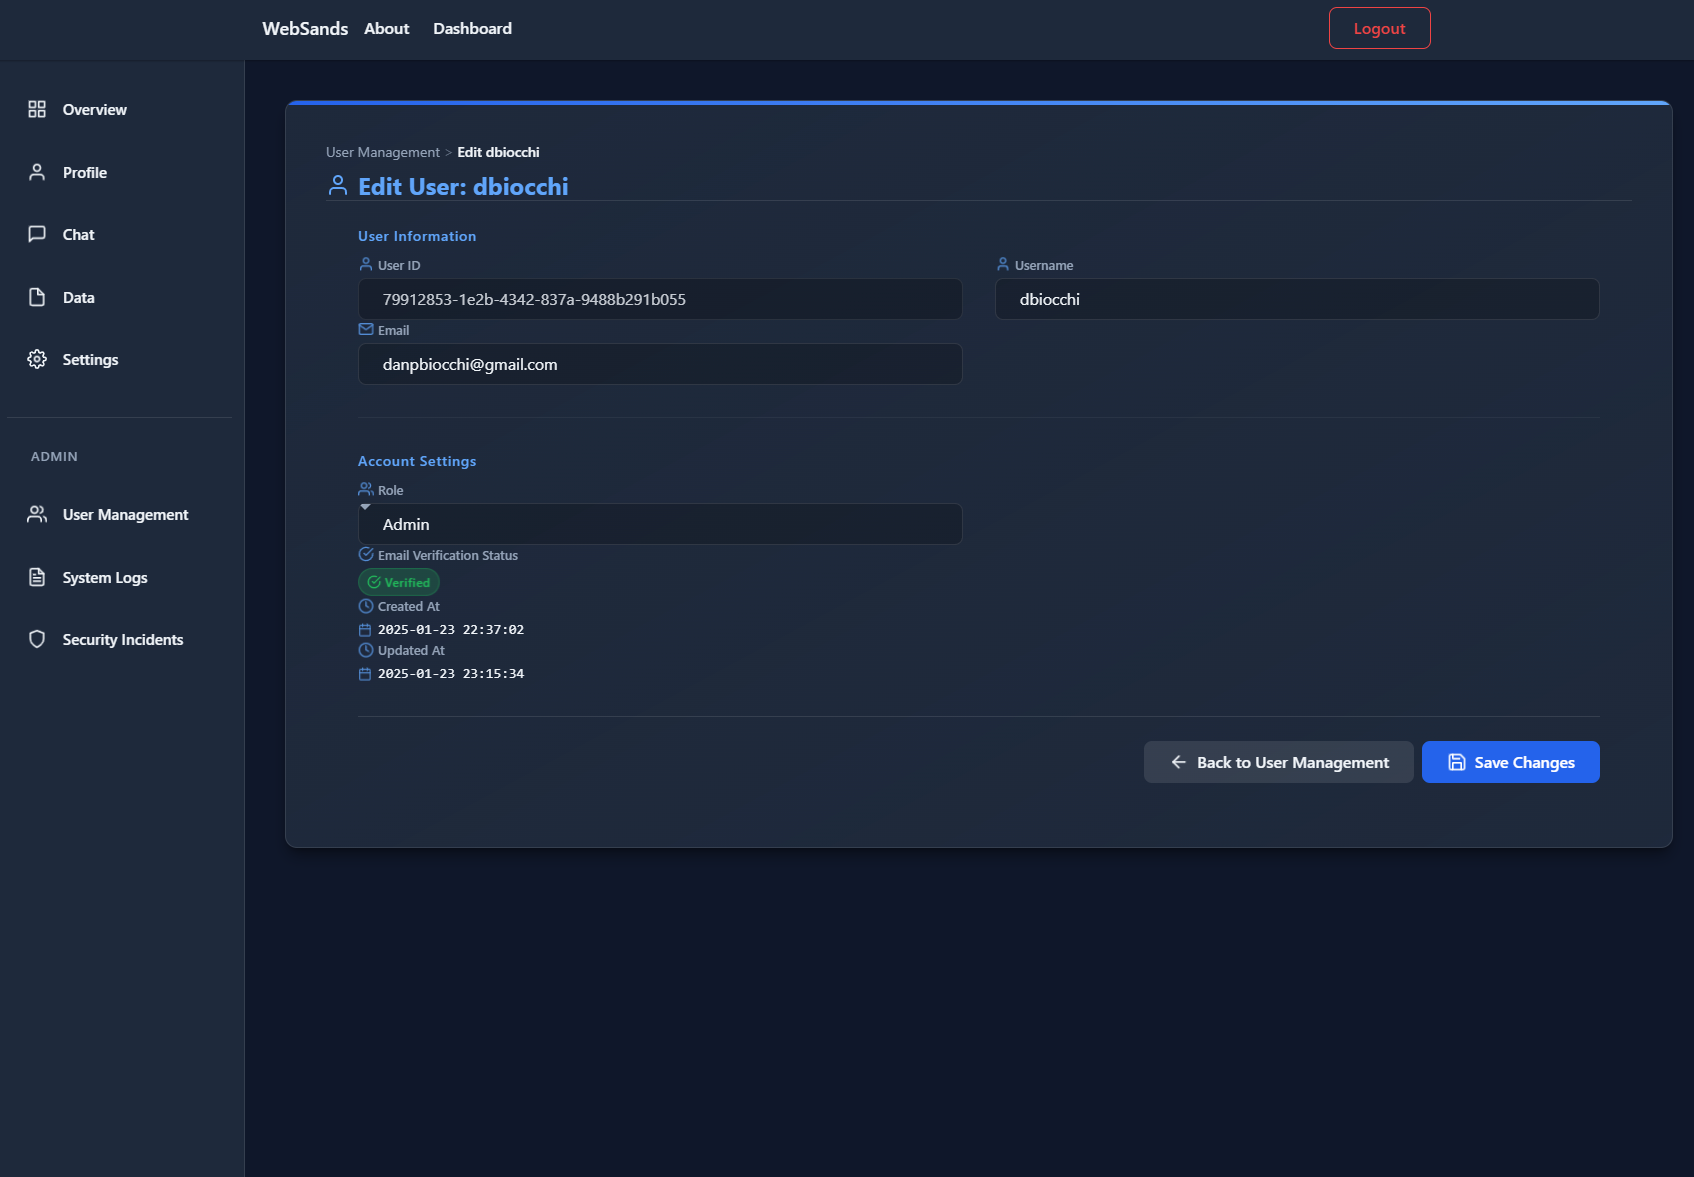 WebSands About Dashboard Logout
Overview
Profile
Chat
Data
Settings
ADMIN
User Management
System Logs
Security Incidents
User Management > Edit dbiocchi
Edit User: dbiocchi
User Information
User ID
79912853-1e2b-4342-837a-9488b291b055
Username
dbiocchi
Email
danpbiocchi@gmail.com
Account Settings
Role
Admin
Email Verification Status
Verified
Created At
2025-01-23 22:37:02
Updated At
2025-01-23 23:15:34
Back to User Management
Save Changes